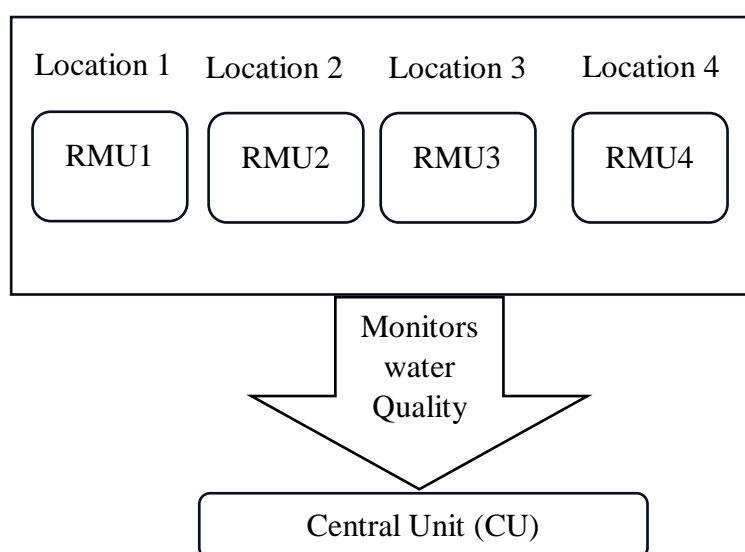 Location 1 Location 2 Location 3 Location 4
RMU1 RMU2 RMU3 RMU4
Monitors
water
Quality
Central Unit (CU)